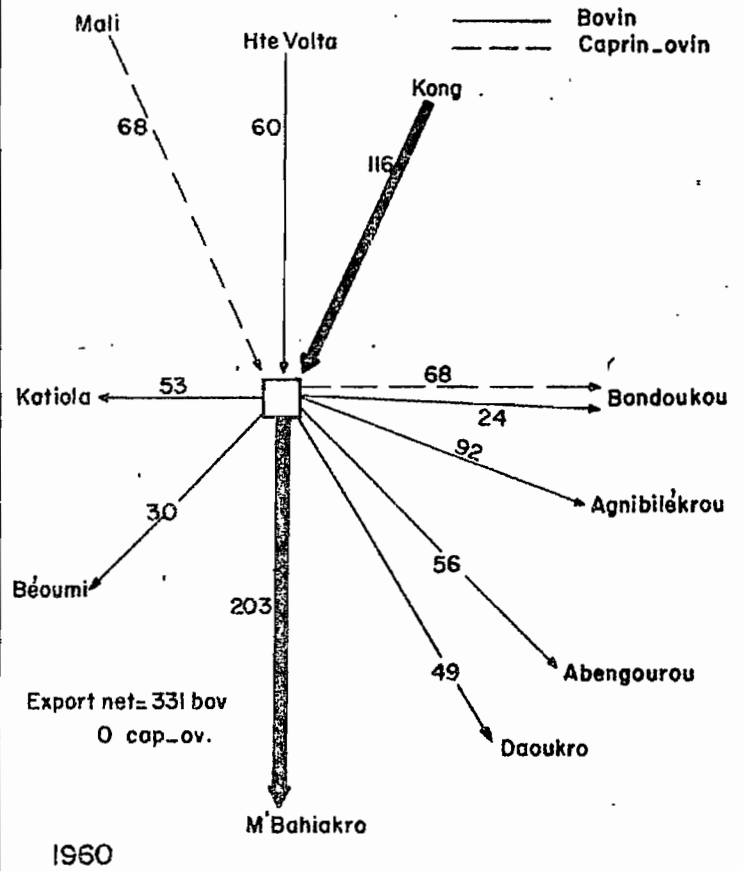 Mali
Hte Volta
Bovin
Caprin_ovin
Kong
68
60
116
Katiola
53
68
Bondoukou
24
92
Agnibilékrou
30
56
Béoumi
203
49
Abengourou
Export net= 331 bov
0 cap_ov.
Daoukro
M'Bahiakro
1960